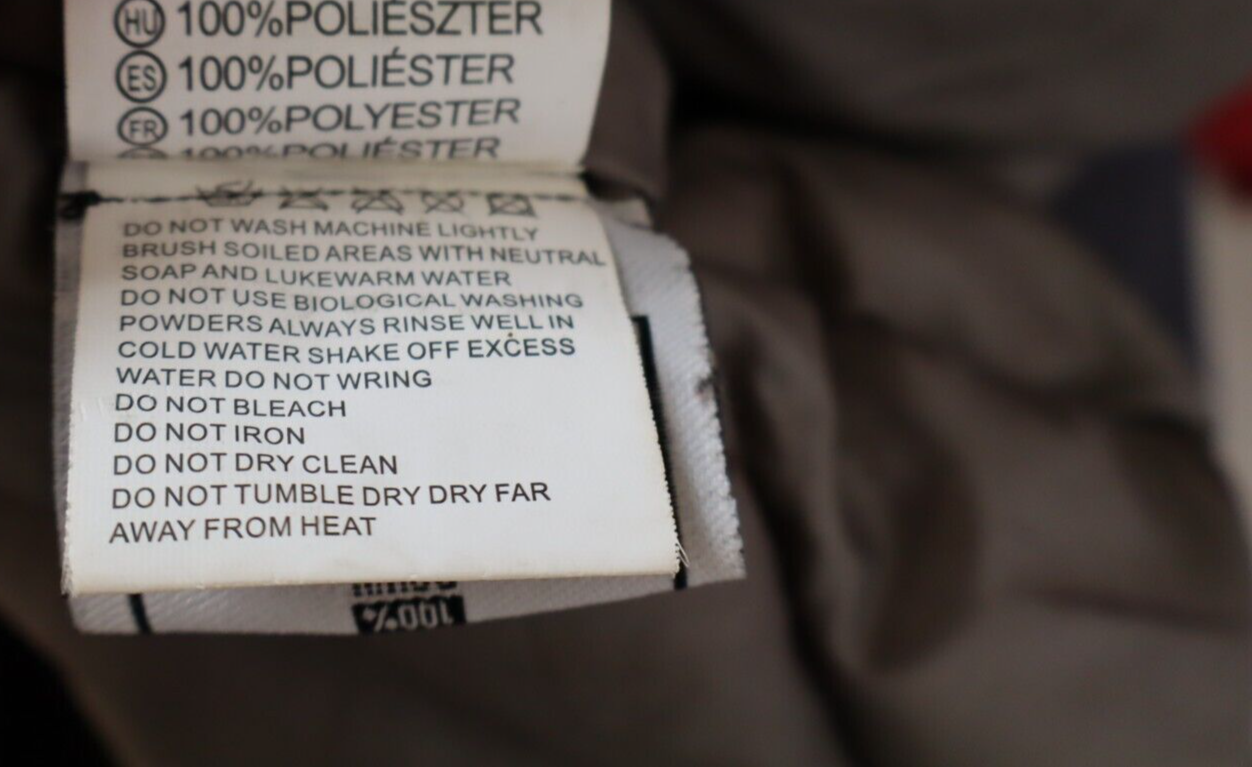 HU 100%POLIÉSZTER
ES 100%POLIÉSTER
FR 100%POLYESTER
100%POLIÉSTER
DO NOT WASH MACHINE LIGHTLY
BRUSH SOILED AREAS WITH NEUTRAL
SOAP AND LUKEWARM WATER
DO NOT USE BIOLOGICAL WASHING
POWDERS ALWAYS RINSE WELL IN
COLD WATER SHAKE OFF EXCESS
WATER DO NOT WRING
DO NOT BLEACH
DO NOT IRON
DO NOT DRY CLEAN
DO NOT TUMBLE DRY DRY FAR
AWAY FROM HEAT
100%